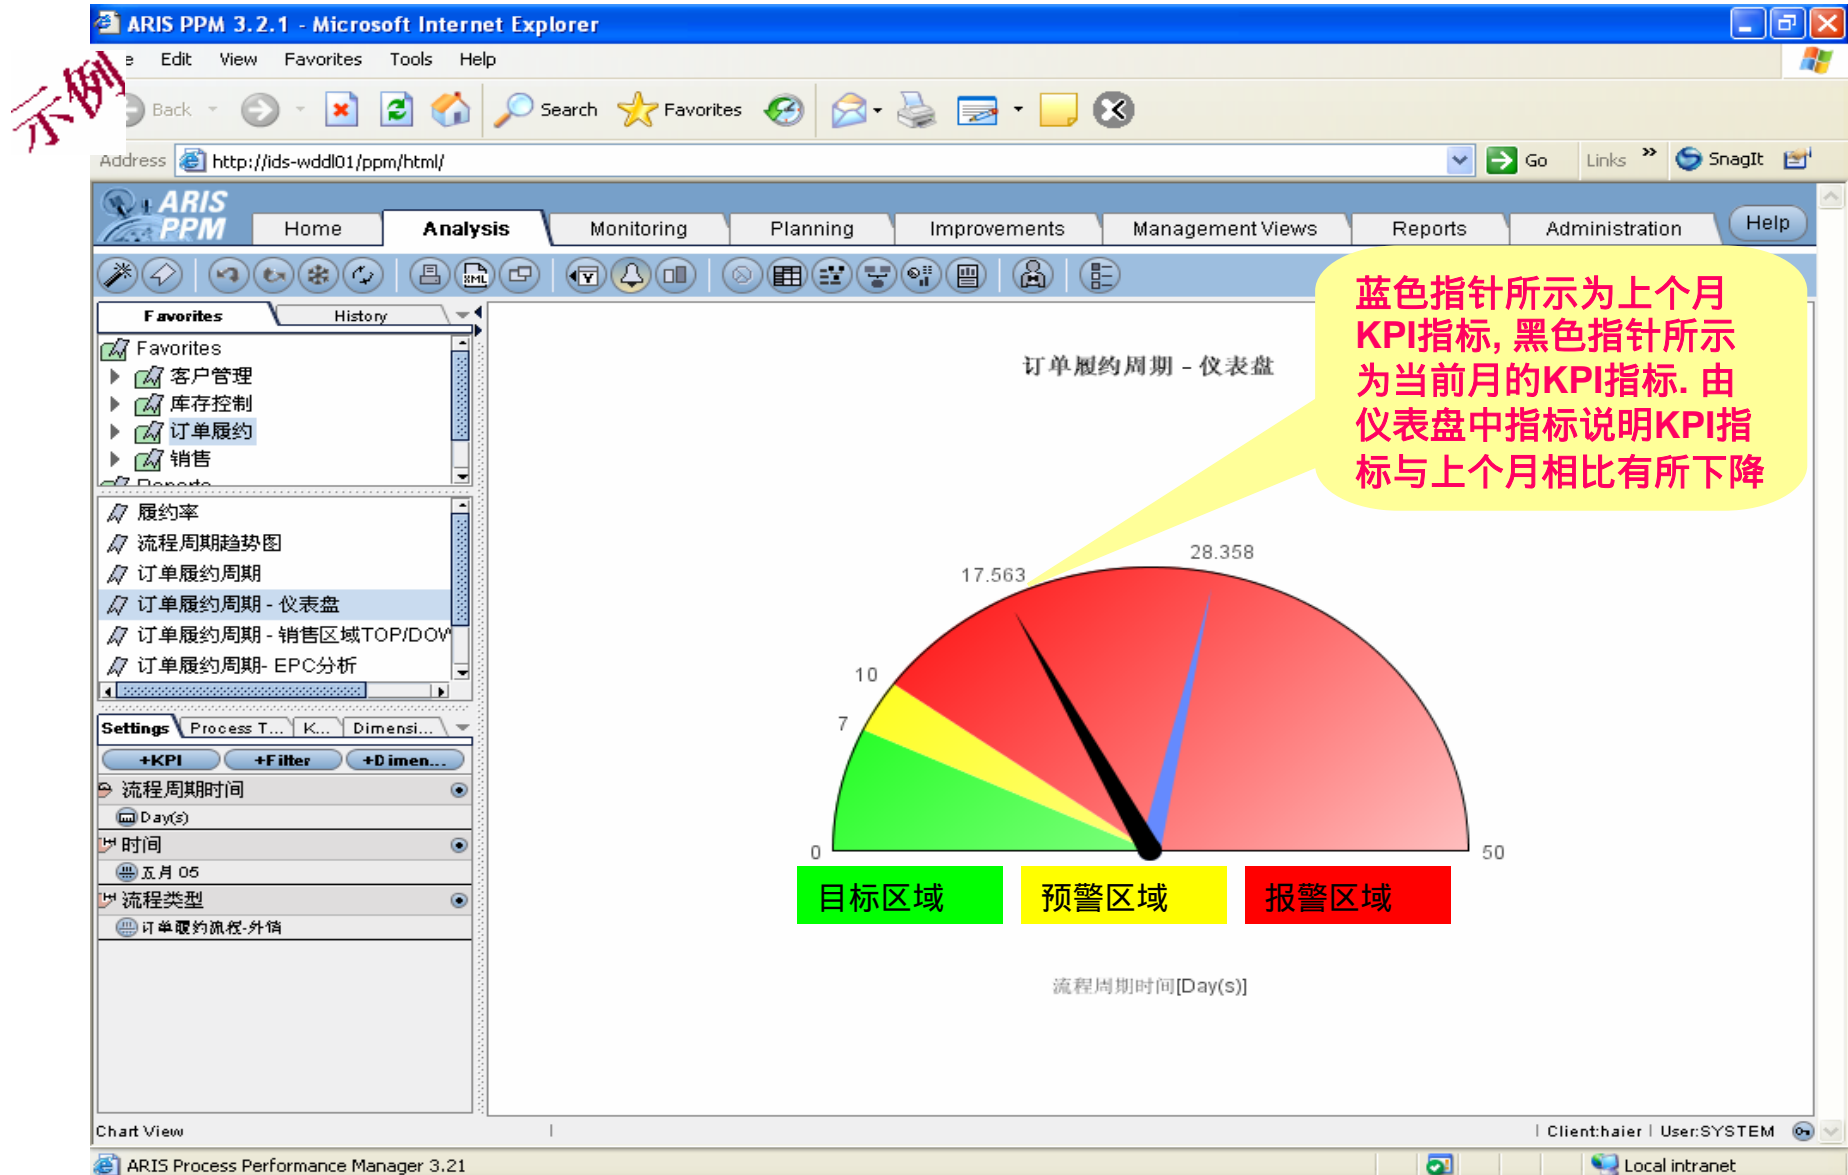 ARIS PPM 3.2.1 - Microsoft Internet Explorer
示例
e Edit View Favorites Tools Help
Back Search Favorites
Address http://ids-wddl01/ppm/html/ Go Links » SnagIt
ARIS PPM
Home Analysis Monitoring Planning Improvements Management Views Reports Administration Help
XML
Favorites History
Favorites
客户管理
库存控制
订单履约
销售
Reports
履约率
流程周期趋势图
订单履约周期
订单履约周期 - 仪表盘
订单履约周期 - 销售区域TOP/DOW
订单履约周期- EPC分析
Settings Process T... K... Dimensi...
+KPI +Filter +Dimen...
流程周期时间
Day(s)
时间
五月 05
流程类型
订单履约流程-外销
订单履约周期 - 仪表盘
蓝色指针所示为上个月
KPI指标, 黑色指针所示
为当前月的KPI指标. 由
仪表盘中指标说明KPI指
标与上个月相比有所下降
28.358
17.563
10
7
0
50
目标区域 预警区域 报警区域
流程周期时间[Day(s)]
Chart View Client:haier User:SYSTEM
ARIS Process Performance Manager 3.21 Local intranet